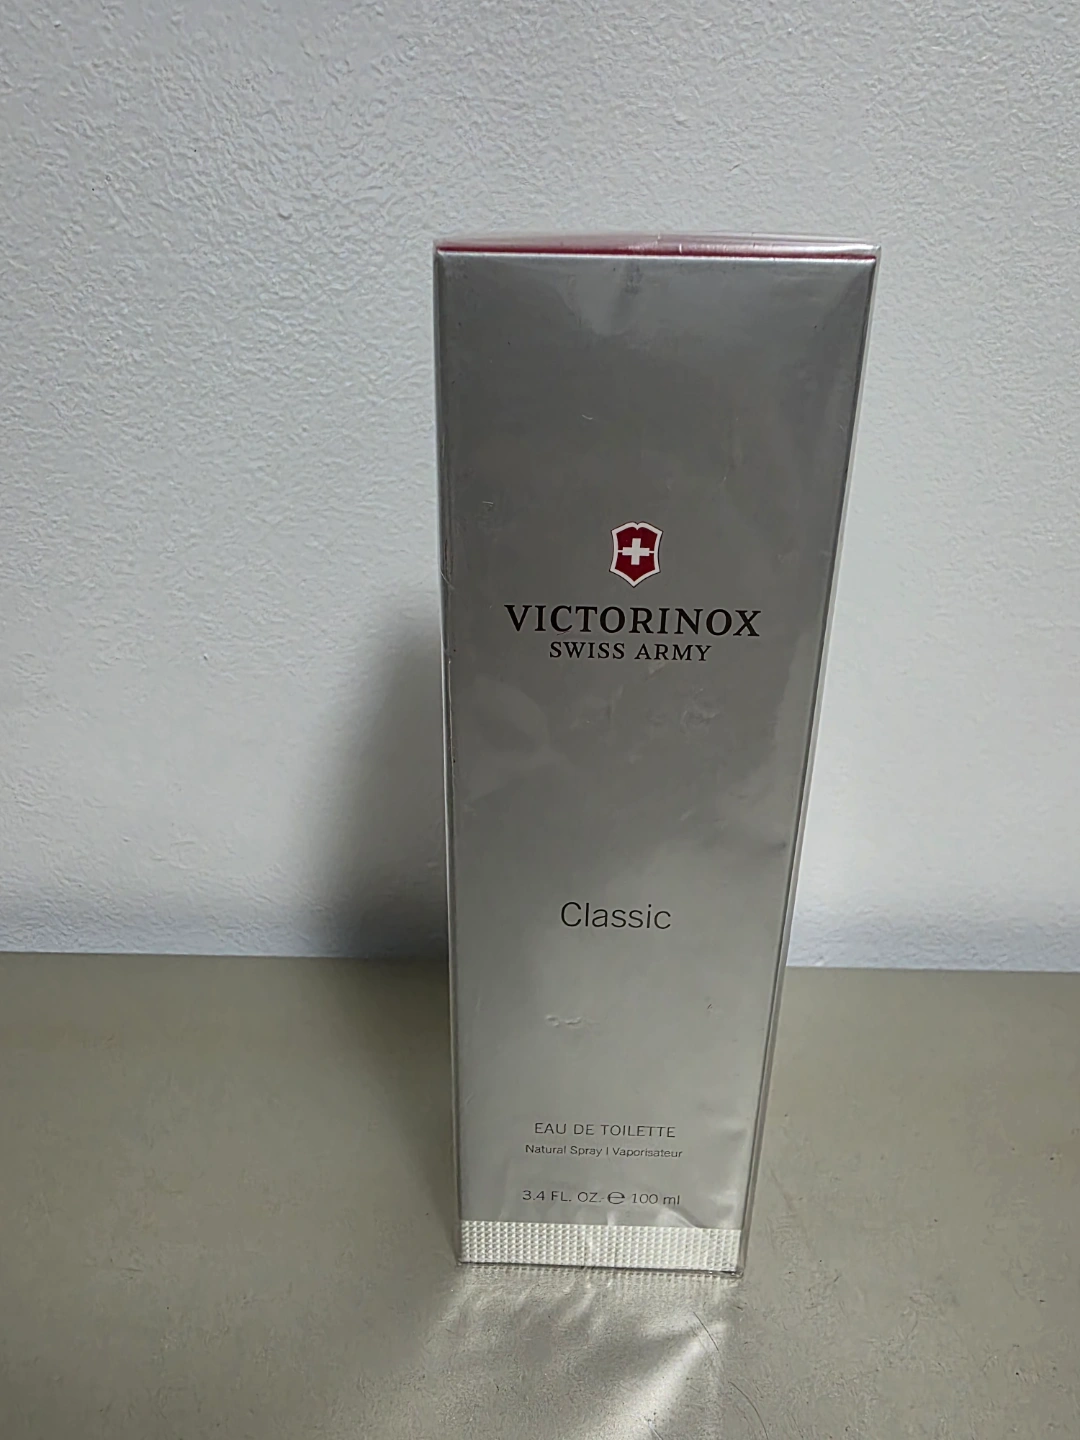 VICTORINOX
SWISS ARMY
Classic
EAU DE TOILETTE
Natural Spray | Vaporisateur
3.4 FL. OZ. ℮ 100 ml